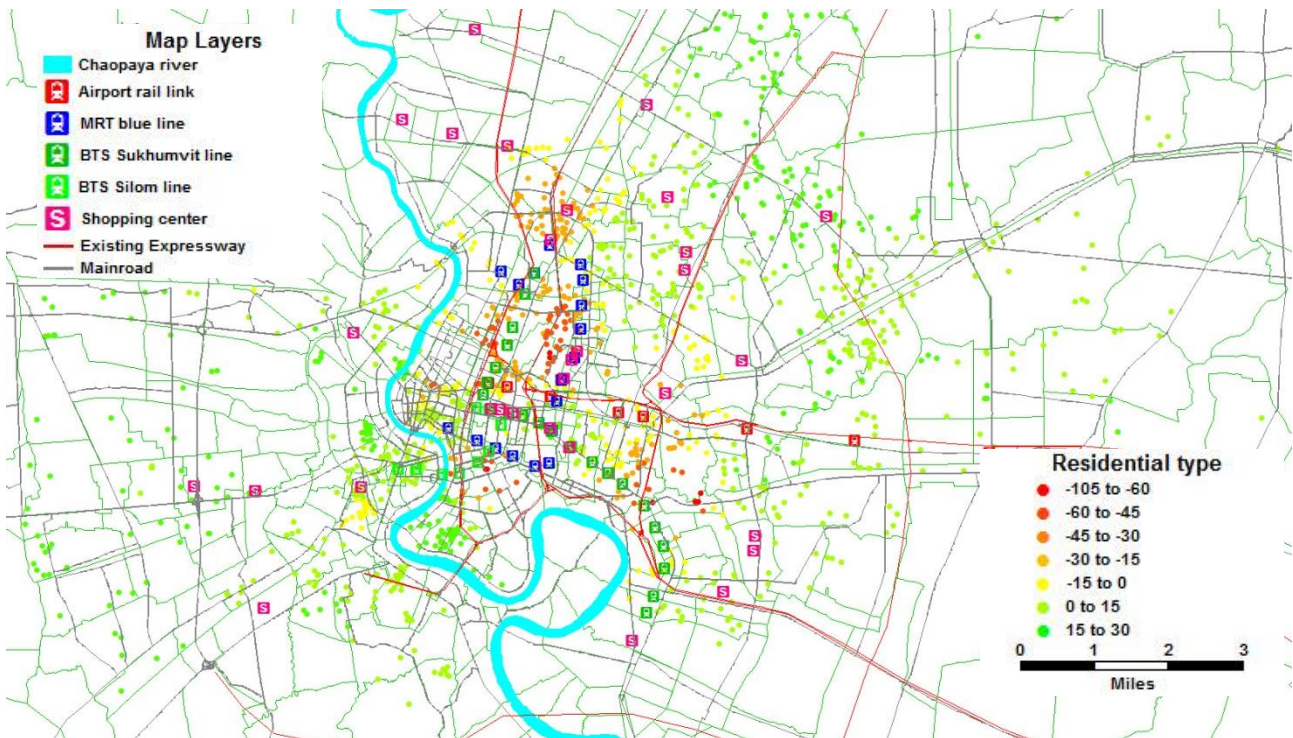 Map Layers
Chaopaya river
Airport rail link
MRT blue line
BTS Sukhumvit line
BTS Silom line
S Shopping center
Existing Expressway
Mainroad
Residential type
-105 to -60
-60 to -45
-45 to -30
-30 to -15
-15 to 0
0 to 15
15 to 30
0 1 2 3
Miles